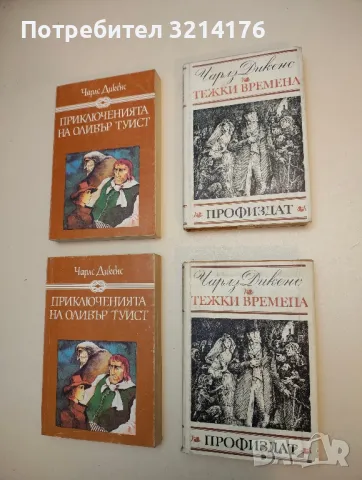 Потребител: 3214176
Чарлс Дикенс
ПРИКЛЮЧЕНИЯТА
НА ОЛИВЪР ТУИСТ
Чарлз Дикенс
ТЕЖКИ ВРЕМЕНА
ПРОФИЗДАТ
Чарлс Дикенс
ПРИКЛЮЧЕНИЯТА
НА ОЛИВЪР ТУИСТ
Чарлз Дикенс
ТЕЖКИ ВРЕМЕНА
ПРОФИЗДАТ
bazar